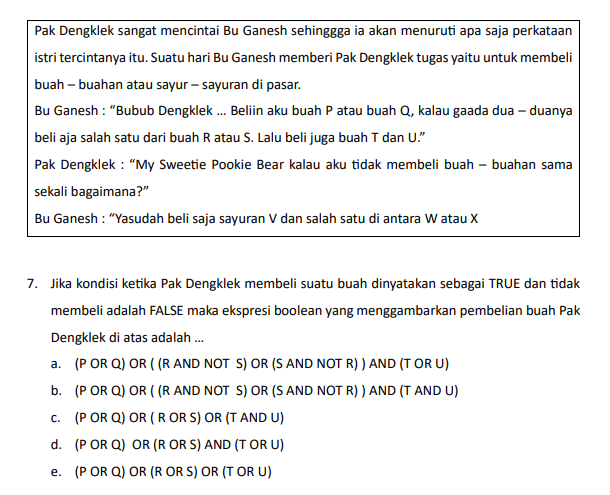 Pak Dengklek sangat mencintai Bu Ganesh sehinggga ia akan menuruti apa saja perkataan
istri tercintanya itu. Suatu hari Bu Ganesh memberi Pak Dengklek tugas yaitu untuk membeli
buah – buahan atau sayur – sayuran di pasar.
Bu Ganesh : “Bubub Dengklek ... Beliin aku buah P atau buah Q, kalau gaada dua – duanya
beli aja salah satu dari buah R atau S. Lalu beli juga buah T dan U.”
Pak Dengklek : “My Sweetie Pookie Bear kalau aku tidak membeli buah – buahan sama
sekali bagaimana?”
Bu Ganesh : “Yasudah beli saja sayuran V dan salah satu di antara W atau X
7. Jika kondisi ketika Pak Dengklek membeli suatu buah dinyatakan sebagai TRUE dan tidak
membeli adalah FALSE maka ekspresi boolean yang menggambarkan pembelian buah Pak
Dengklek di atas adalah ...
a. (P OR Q) OR ( (R AND NOT S) OR (S AND NOT R) ) AND (T OR U)
b. (P OR Q) OR ( (R AND NOT S) OR (S AND NOT R) ) AND (T AND U)
c. (P OR Q) OR ( R OR S) OR (T AND U)
d. (P OR Q) OR (R OR S) AND (T OR U)
e. (P OR Q) OR (R OR S) OR (T OR U)